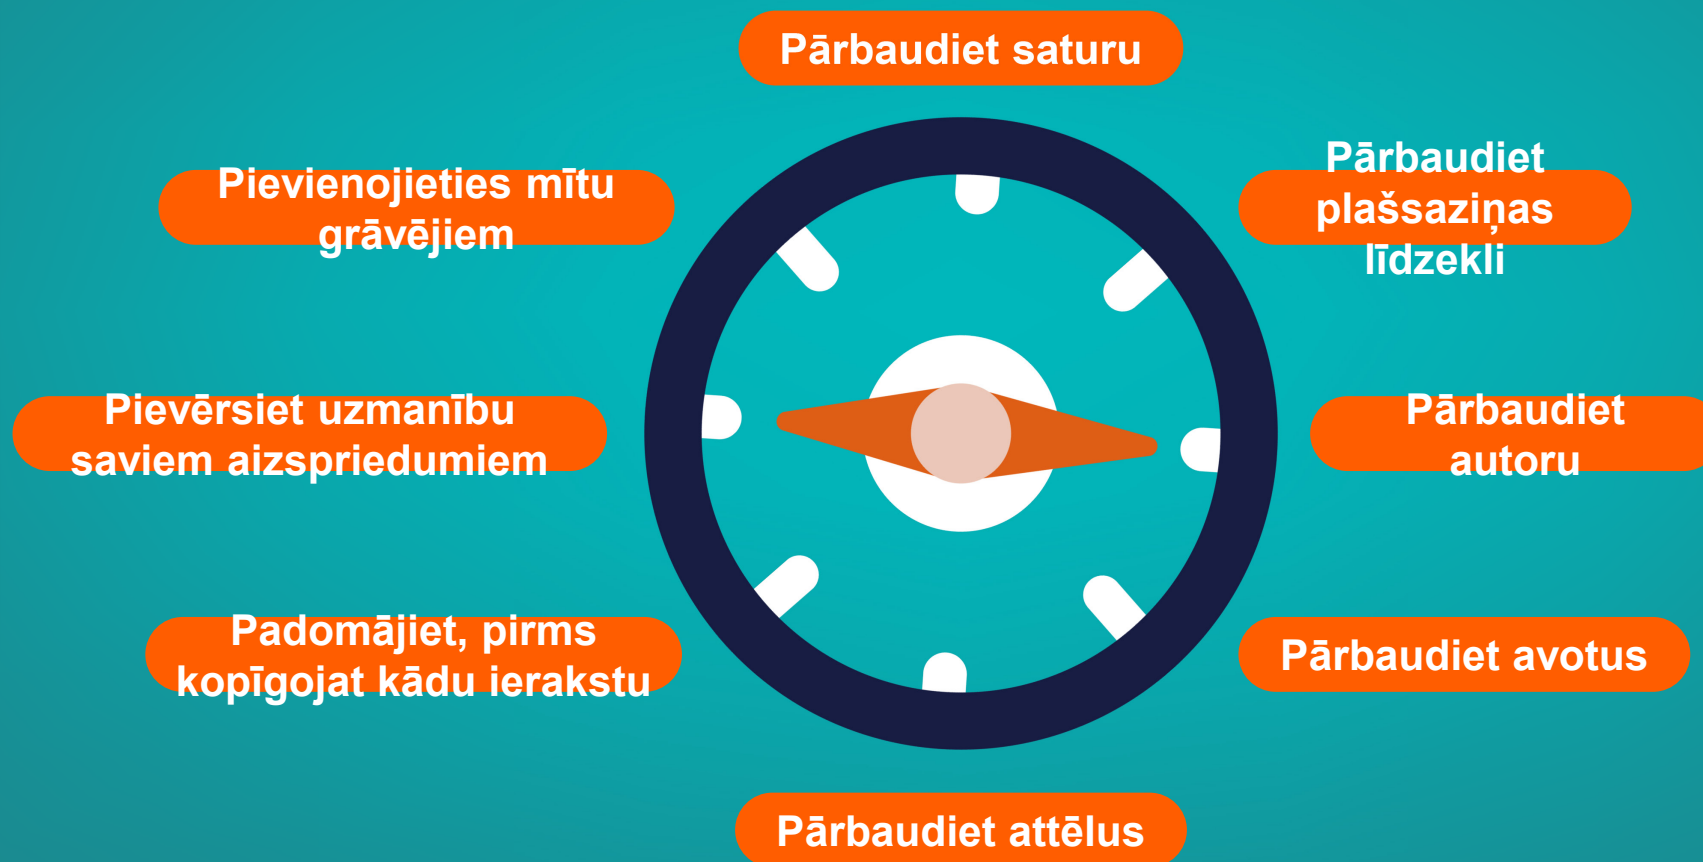 Pārbaudiet saturu
Pārbaudiet
plašsaziņas
līdzekli
Pārbaudiet
autoru
Pārbaudiet avotus
Pārbaudiet attēlus
Padomājiet, pirms
kopīgojat kādu ierakstu
Pievērsiet uzmanību
saviem aizspriedumiem
Pievienojieties mītu
grāvējiem